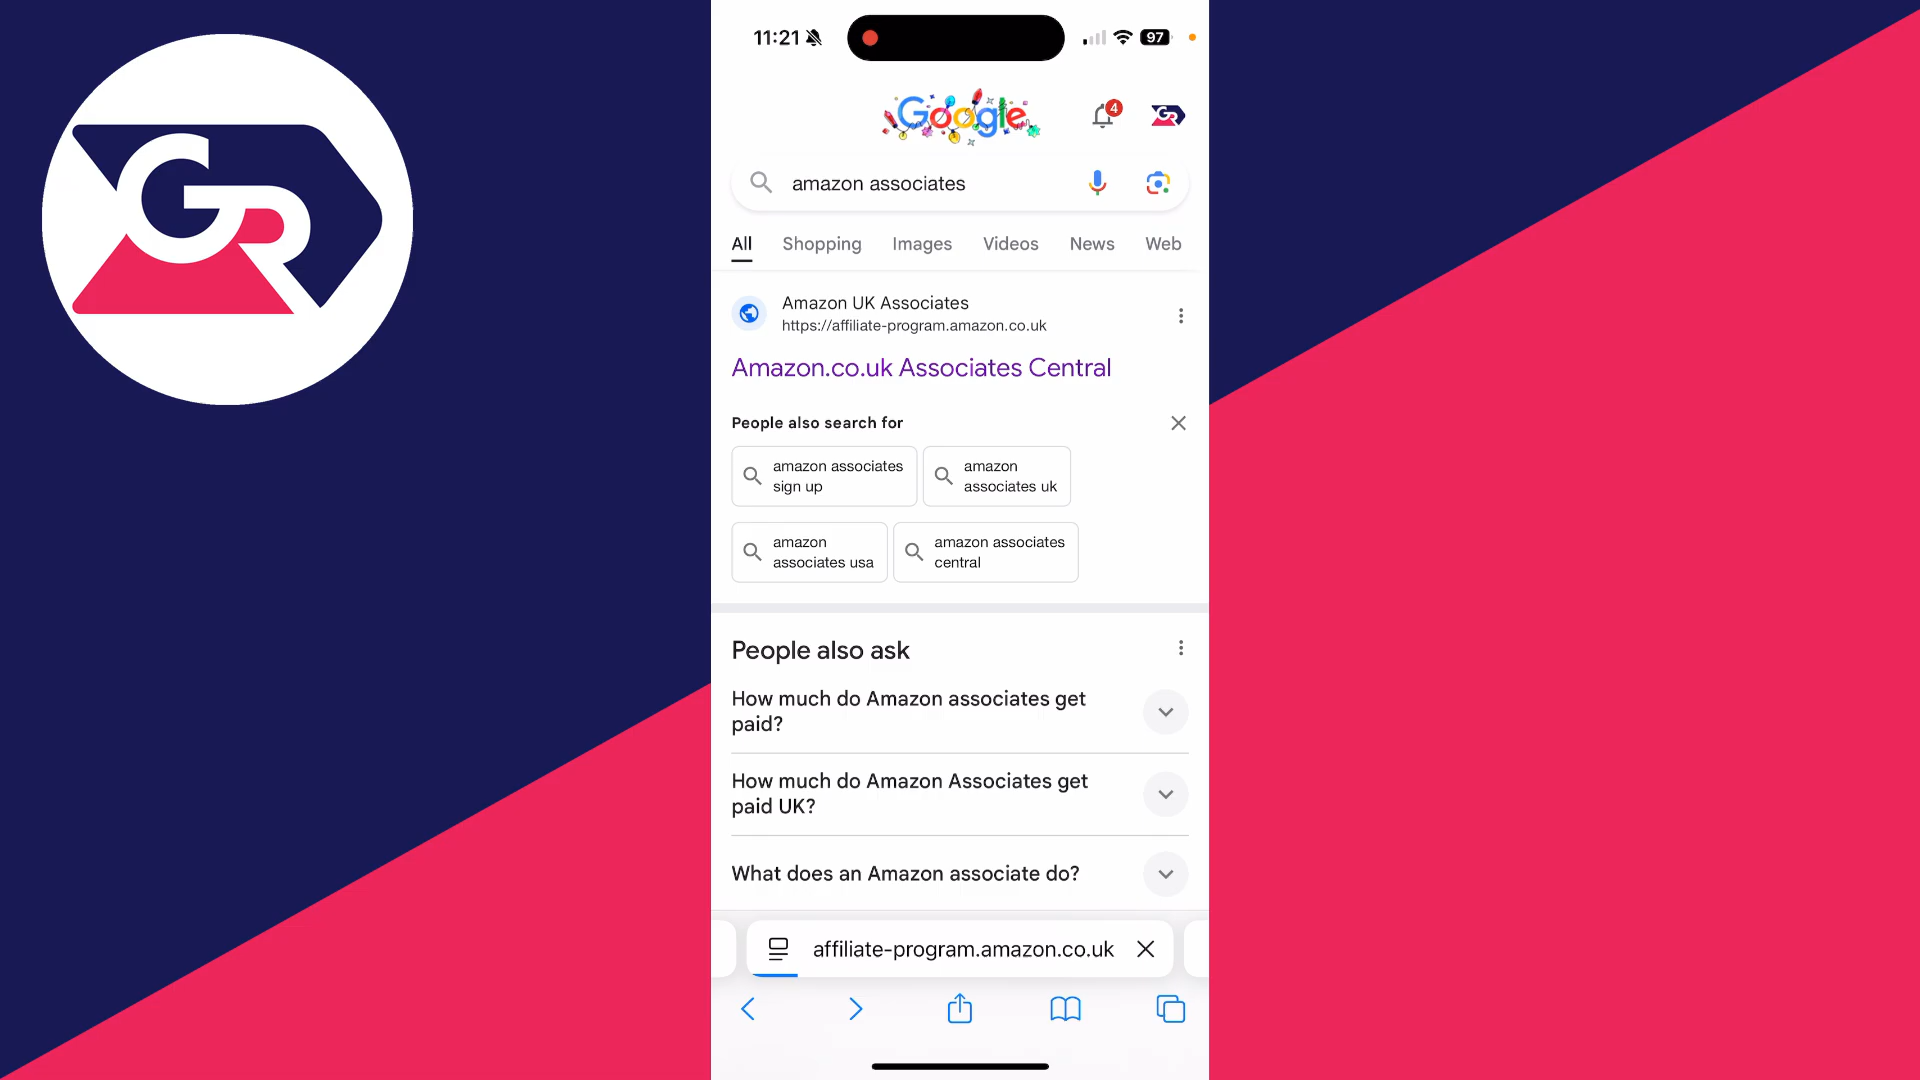 GR
11:21
97
Google
4
GR
amazon associates
All Shopping Images Videos News Web
Amazon UK Associates
https://affiliate-program.amazon.co.uk
Amazon.co.uk Associates Central
People also search for
amazon associates
sign up
amazon
associates uk
amazon
associates usa
amazon associates
central
People also ask
How much do Amazon associates get
paid?
How much do Amazon Associates get
paid UK?
What does an Amazon associate do?
affiliate-program.amazon.co.uk